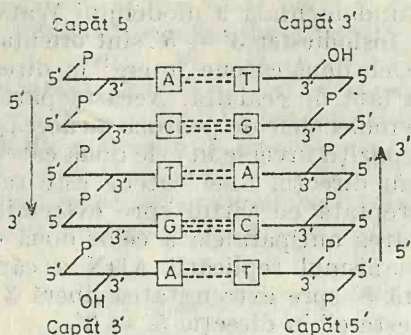 Capăt 5' Capăt 3'
OH
P
5' A T
3' 5'
P P
5' 5' C G 3'
3' 5'
P P
5' T A 3'
3' 5' 3'
P P
3' 5' G C
3' 5'
P P 5'
5' A T 3'
3' 5'
OH P
Capăt 3' Capăt 5'